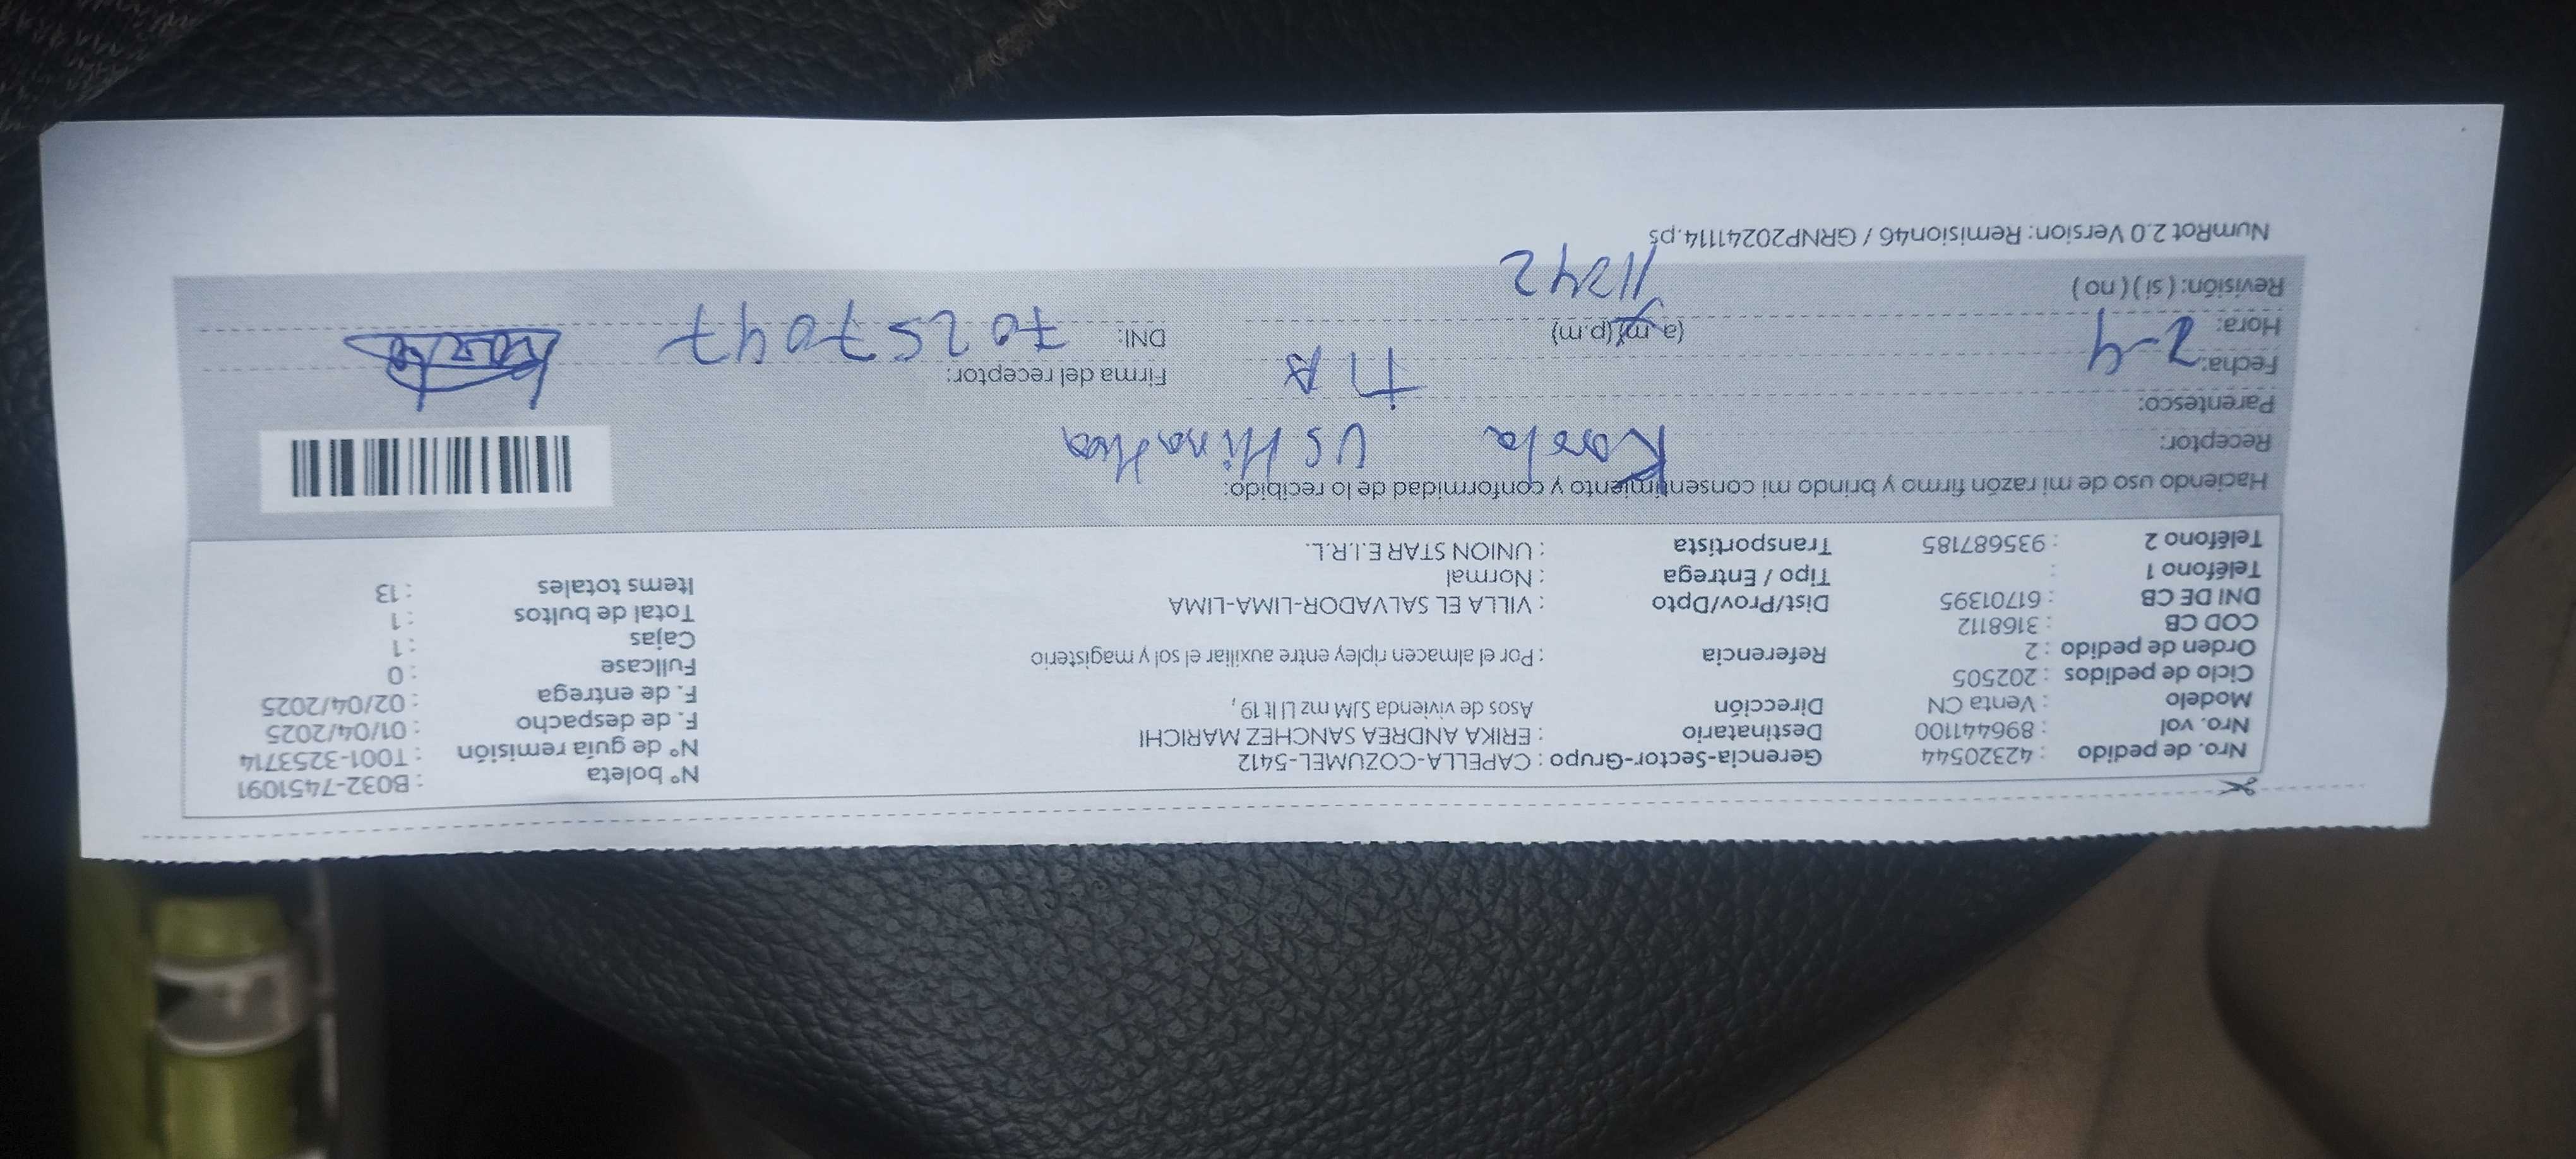 Nro. de pedido : 42320544 Gerencia-Sector-Grupo : CAPELLA-COZUMEL-5412 N° boleta : B032-7451091
Nro. vol : 896441100 Destinatario : ERIKA ANDREA SANCHEZ MARICHI N° de guía remisión : T001-3253714
Modelo : Venta CN Dirección Asos de vivienda SJM mz LI lt 19 , F. de despacho : 01/04/2025
Ciclo de pedidos : 202505 F. de entrega : 02/04/2025
Orden de pedido : 2 Referencia : Por el almacen ripley entre auxiliar el sol y magisterio Fullcase : 0
COD CB : 3168112 Cajas : 1
DNI DE CB : 61701395 Dist/Prov/Dpto : VILLA EL SALVADOR-LIMA-LIMA Total de bultos : 1
Teléfono 1 : Tipo / Entrega : Normal Items totales : 13
Teléfono 2 : 935687185 Transportista : UNION STAR E.I.R.L.
Haciendo uso de mi razón firmo y brindo mi consentimiento y conformidad de lo recibido:
Receptor: Karla
Parentesco:
Fecha: 2-4 Firma del receptor:
Hora: (a.m) (p.m) DNI: 70257047
Revisión: ( si ) ( no )
NumRot 2.0 Version: Remision46 / GRNP20241114.ps